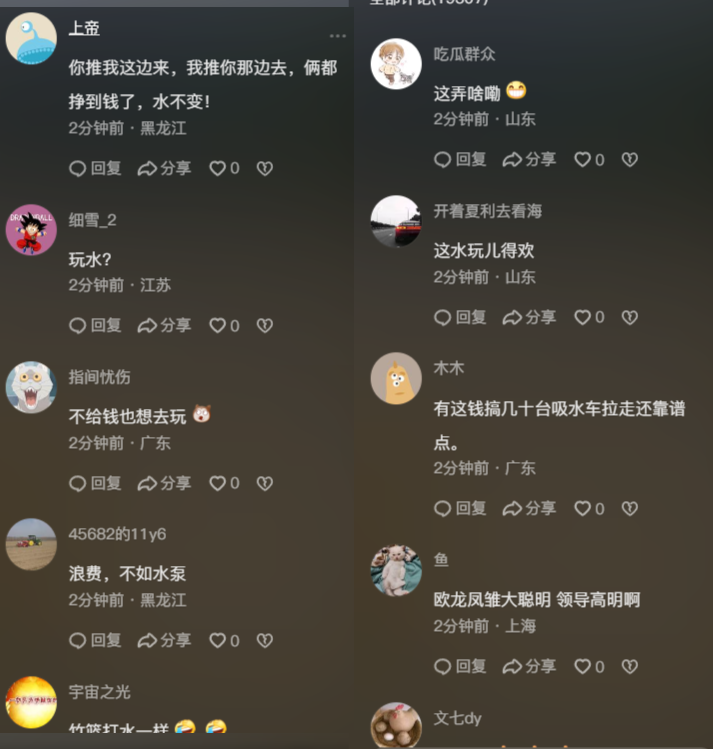 上帝
你推我这边来，我推你那边去，俩都
挣到钱了，水不变！
2分钟前 · 黑龙江
回复 分享 0
细雪_2
玩水？
2分钟前 · 江苏
回复 分享 0
指间忧伤
不给钱也想去玩
2分钟前 · 广东
回复 分享 0
45682的11y6
浪费，不如水泵
2分钟前 · 黑龙江
回复 分享 0
宇宙之光
竹篮打水一样
吃瓜群众
这弄啥嘞
2分钟前 · 山东
回复 分享 0
开着夏利去看海
这水玩儿得欢
2分钟前 · 山东
回复 分享 0
木木
有这钱搞几十台吸水车拉走还靠谱
点。
2分钟前 · 广东
回复 分享 0
鱼
欧龙凤雏大聪明 领导高明啊
2分钟前 · 上海
回复 分享 0
文七dy